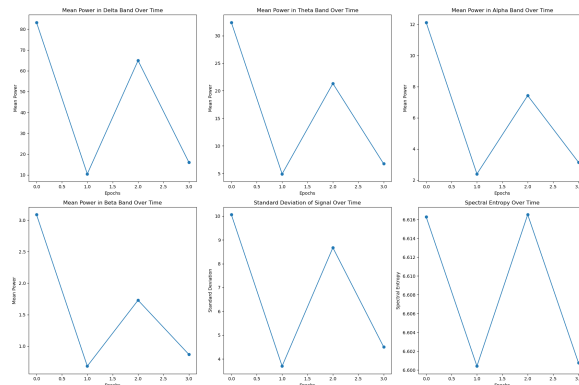 Mean Power in Delta Band Over Time
Mean Power
80
70
60
50
40
30
20
10
0.0 0.5 1.0 1.5 2.0 2.5 3.0
Epochs
Mean Power in Theta Band Over Time
Mean Power
30
25
20
15
10
5
0.0 0.5 1.0 1.5 2.0 2.5 3.0
Epochs
Mean Power in Alpha Band Over Time
Mean Power
12
10
8
6
4
2
0.0 0.5 1.0 1.5 2.0 2.5 3.0
Epochs
Mean Power in Beta Band Over Time
Mean Power
3.0
2.5
2.0
1.5
1.0
0.0 0.5 1.0 1.5 2.0 2.5 3.0
Epochs
Standard Deviation of Signal Over Time
Standard Deviation
10
9
8
7
6
5
4
0.0 0.5 1.0 1.5 2.0 2.5 3.0
Epochs
Spectral Entropy Over Time
Spectral Entropy
6.616
6.614
6.612
6.610
6.608
6.606
6.604
6.602
6.600
0.0 0.5 1.0 1.5 2.0 2.5
Epochs